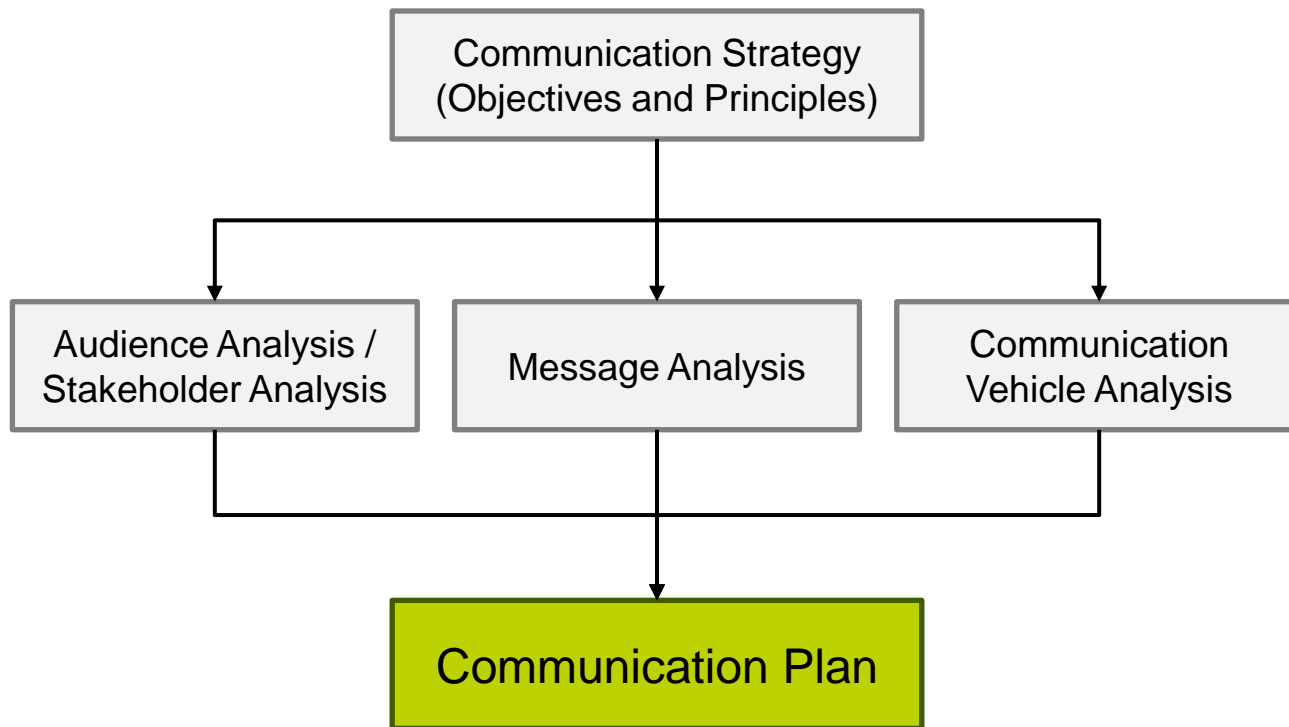 Communication Strategy
(Objectives and Principles)
Audience Analysis /
Stakeholder Analysis
Message Analysis
Communication
Vehicle Analysis
Communication Plan